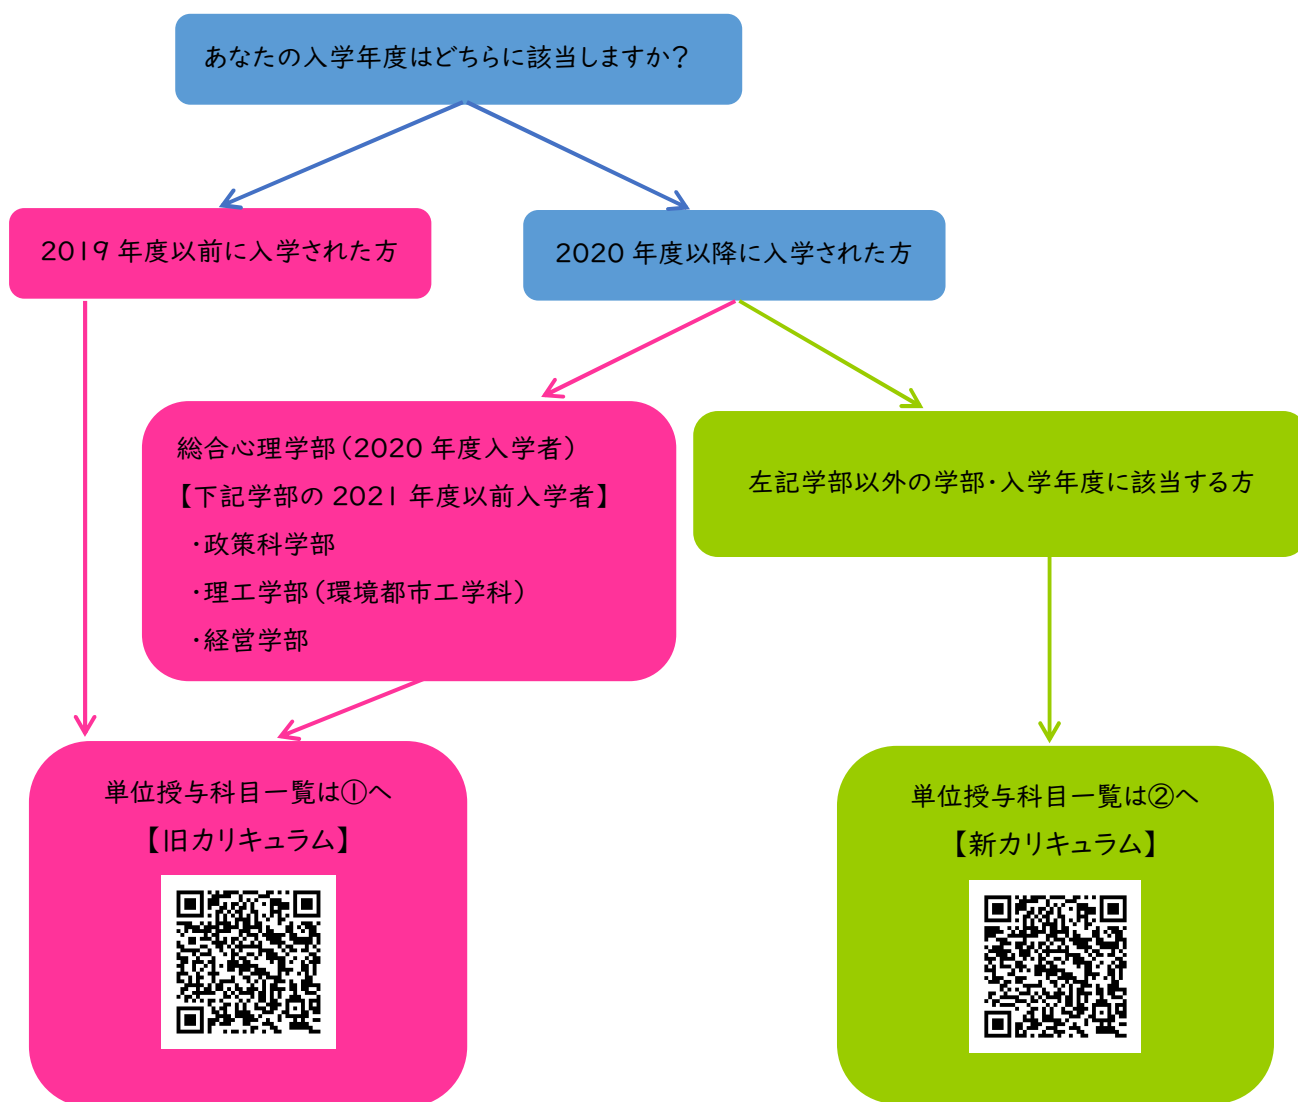 あなたの入学年度はどちらに該当しますか？
2019 年度以前に入学された方
2020 年度以降に入学された方
総合心理学部（2020 年度入学者）
【下記学部の 2021 年度以前入学者】
・政策科学部
・理工学部（環境都市工学科）
・経営学部
左記学部以外の学部・入学年度に該当する方
単位授与科目一覧は①へ
【旧カリキュラム】
単位授与科目一覧は②へ
【新カリキュラム】